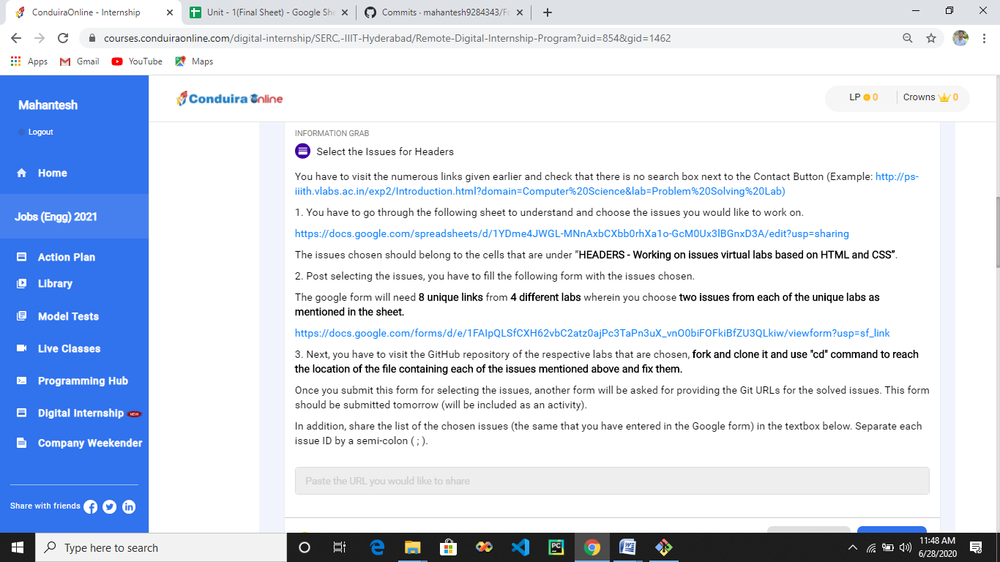 ConduiraOnline - Internship
Unit - 1(Final Sheet) - Google She
Commits · mahantesh9284343/Fo
courses.conduiraonline.com/digital-internship/SERC,-IIIT-Hyderabad/Remote-Digital-Internship-Program?uid=854&gid=1462
Apps Gmail YouTube Maps
Mahantesh
Logout
Home
Jobs (Engg) 2021
Action Plan
Library
Model Tests
Live Classes
Programming Hub
Digital Internship NEW
Company Weekender
Share with friends
Conduira Online
LP 0 Crowns 0
INFORMATION GRAB
Select the Issues for Headers
You have to visit the numerous links given earlier and check that there is no search box next to the Contact Button (Example: http://ps-
iiith.vlabs.ac.in/exp2/Introduction.html?domain=Computer%20Science&lab=Problem%20Solving%20Lab)
1. You have to go through the following sheet to understand and choose the issues you would like to work on.
https://docs.google.com/spreadsheets/d/1YDme4JWGL-MNnAxbCXbb0rhXa1o-GcM0Ux3lBGnxD3A/edit?usp=sharing
The issues chosen should belong to the cells that are under "HEADERS - Working on issues virtual labs based on HTML and CSS”.
2. Post selecting the issues, you have to fill the following form with the issues chosen.
The google form will need 8 unique links from 4 different labs wherein you choose two issues from each of the unique labs as
mentioned in the sheet.
https://docs.google.com/forms/d/e/1FAIpQLSfCXH62vbC2atz0ajPc3TaPn3uX_vnO0biFOFkiBfZU3QLkiw/viewform?usp=sf_link
3. Next, you have to visit the GitHub repository of the respective labs that are chosen, fork and clone it and use "cd" command to reach
the location of the file containing each of the issues mentioned above and fix them.
Once you submit this form for selecting the issues, another form will be asked for providing the Git URLs for the solved issues. This form
should be submitted tomorrow (will be included as an activity).
In addition, share the list of the chosen issues (the same that you have entered in the Google form) in the textbox below. Separate each
issue ID by a semi-colon ( ; ).
Paste the URL you would like to share
Type here to search
11:48 AM
6/28/2020